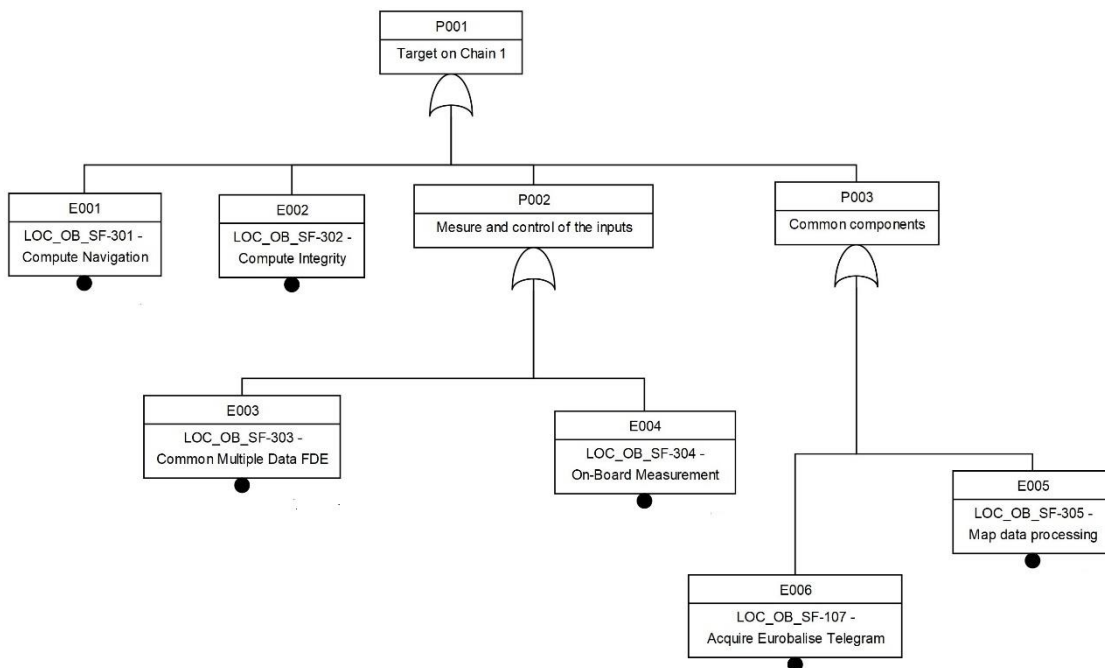 P001
Target on Chain 1
E001
LOC_OB_SF-301 -
Compute Navigation
E002
LOC_OB_SF-302 -
Compute Integrity
P002
Mesure and control of the inputs
P003
Common components
E003
LOC_OB_SF-303 -
Common Multiple Data FDE
E004
LOC_OB_SF-304 -
On-Board Measurement
E005
LOC_OB_SF-305 -
Map data processing
E006
LOC_OB_SF-107 -
Acquire Eurobalise Telegram